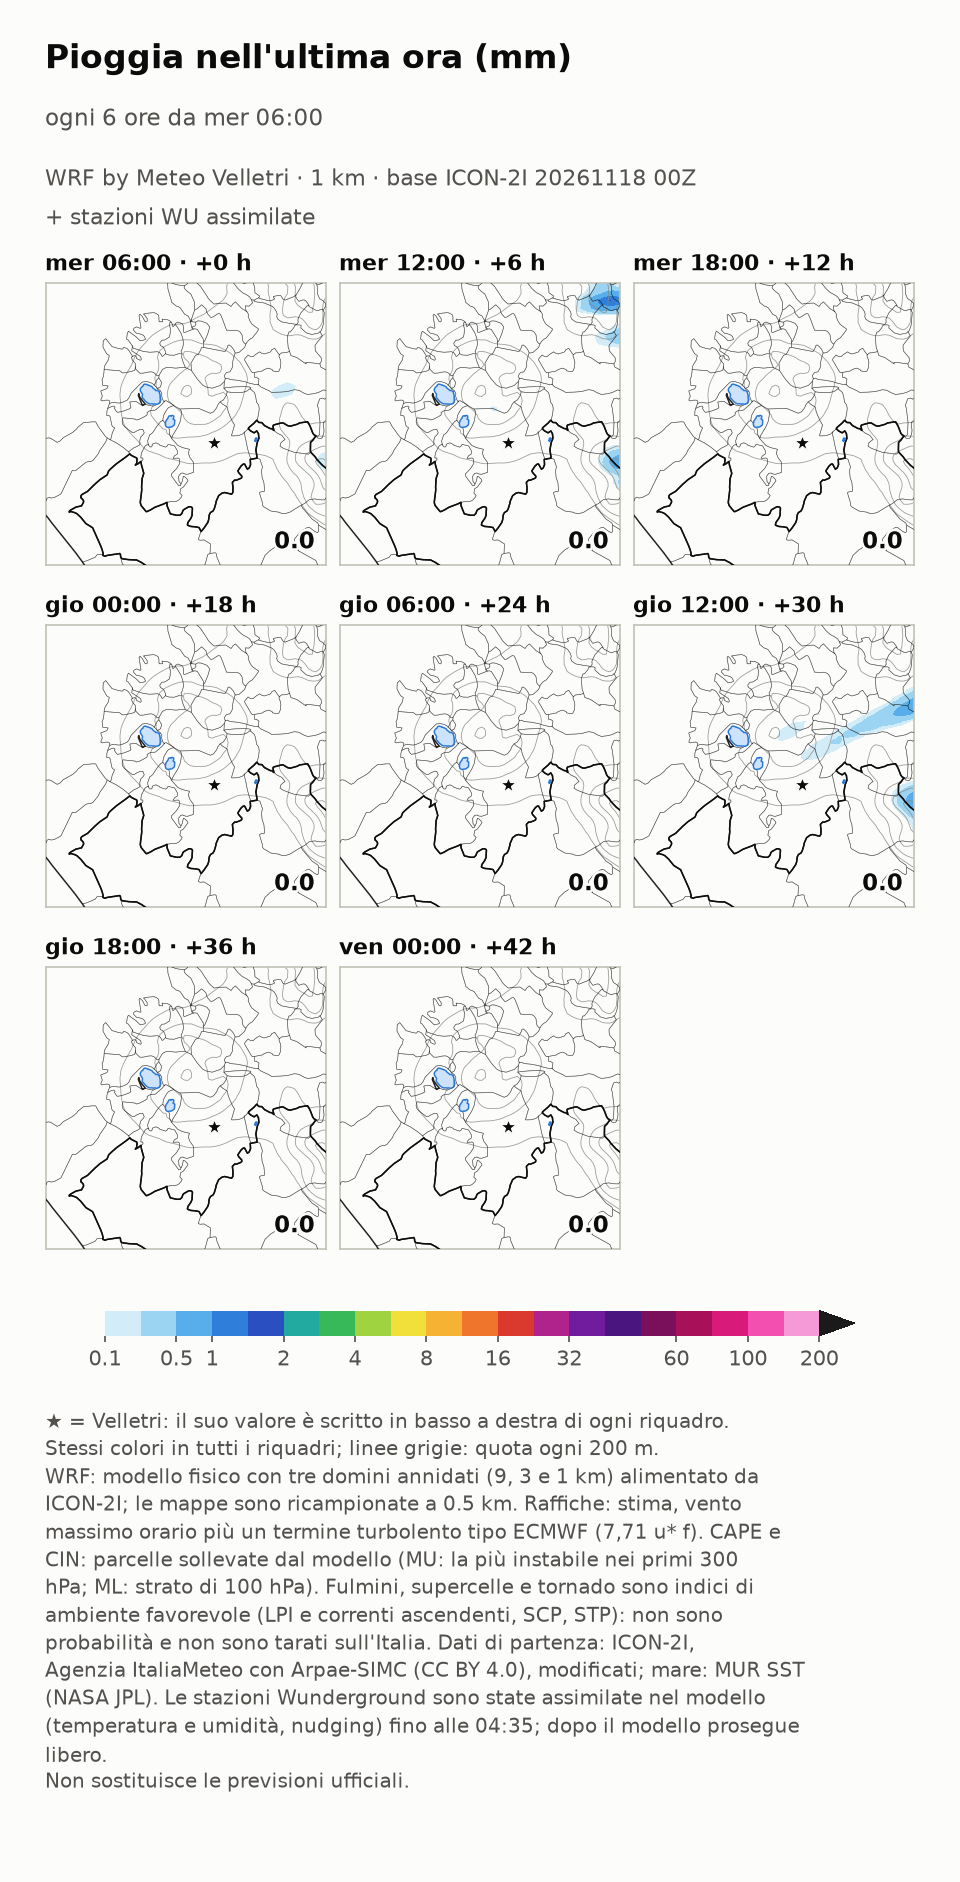 Pioggia nell'ultima ora (mm)
ogni 6 ore da mer 06:00
WRF by Meteo Velletri · 1 km · base ICON-2I 20261118 00Z
+ stazioni WU assimilate
mer 06:00 · +0 h
mer 12:00 · +6 h
mer 18:00 · +12 h
0.0
0.0
0.0
gio 00:00 · +18 h
gio 06:00 · +24 h
gio 12:00 · +30 h
0.0
0.0
0.0
gio 18:00 · +36 h
ven 00:00 · +42 h
0.0
0.0
0.1 0.5 1 2 4 8 16 32 60 100 200
★ = Velletri: il suo valore è scritto in basso a destra di ogni riquadro.
Stessi colori in tutti i riquadri; linee grigie: quota ogni 200 m.
WRF: modello fisico con tre domini annidati (9, 3 e 1 km) alimentato da
ICON-2I; le mappe sono ricampionate a 0.5 km. Raffiche: stima, vento
massimo orario più un termine turbolento tipo ECMWF (7,71 u* f). CAPE e
CIN: parcelle sollevate dal modello (MU: la più instabile nei primi 300
hPa; ML: strato di 100 hPa). Fulmini, supercelle e tornado sono indici di
ambiente favorevole (LPI e correnti ascendenti, SCP, STP): non sono
probabilità e non sono tarati sull'Italia. Dati di partenza: ICON-2I,
Agenzia ItaliaMeteo con Arpae-SIMC (CC BY 4.0), modificati; mare: MUR SST
(NASA JPL). Le stazioni Wunderground sono state assimilate nel modello
(temperatura e umidità, nudging) fino alle 04:35; dopo il modello prosegue
libero.
Non sostituisce le previsioni ufficiali.